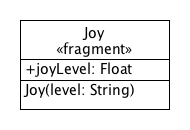 Joy
«fragment»
+joyLevel: Float
Joy(level: String)